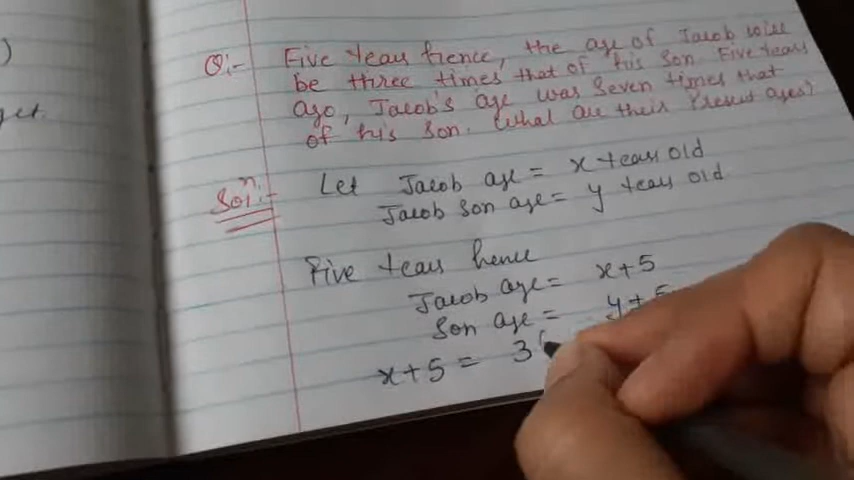 )
get.
Q:- Five years hence, the age of Jacob will
be three times that of his son. Five years
ago, Jacob's age was seven times that
of his son. What are their Present ages?
Solⁿ:- Let Jacob age = x years old
Jacob son age = y years old
Five years hence
Jacob age = x+5
Son age = y+5
x+5 = 3(